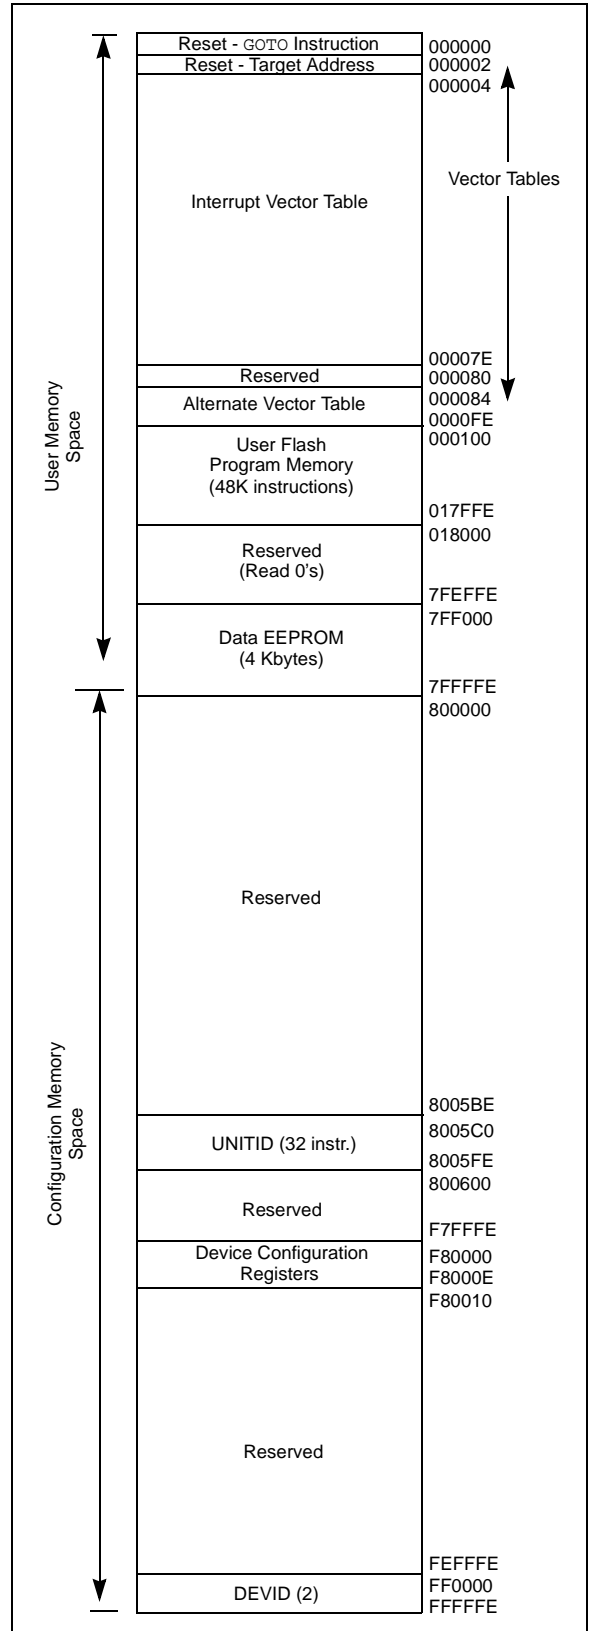 Reset - GOTO Instruction
000000
Reset - Target Address
000002
000004
Vector Tables
Interrupt Vector Table
00007E
Reserved
000080
Alternate Vector Table
000084
0000FE
000100
User Memory
Space
User Flash
Program Memory
(48K instructions)
017FFE
018000
Reserved
(Read 0's)
7FEFFE
7FF000
Data EEPROM
(4 Kbytes)
7FFFFE
800000
Reserved
Configuration Memory
Space
8005BE
8005C0
UNITID (32 instr.)
8005FE
800600
Reserved
F7FFFE
Device Configuration
Registers
F80000
F8000E
F80010
Reserved
FEFFFE
FF0000
DEVID (2)
FFFFFE